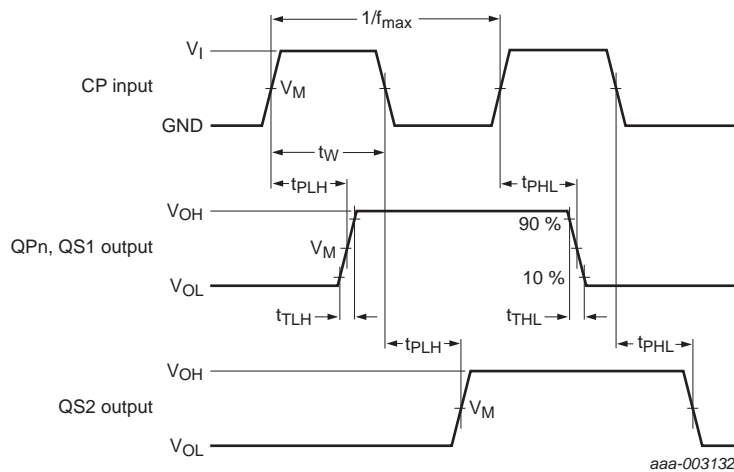 1/fmax
VI
CP input
VM
GND
tW
tPLH
tPHL
VOH
90 %
QPn, QS1 output
VM
10 %
VOL
tTLH
tTHL
tPLH
tPHL
VOH
QS2 output
VM
VOL
aaa-003132